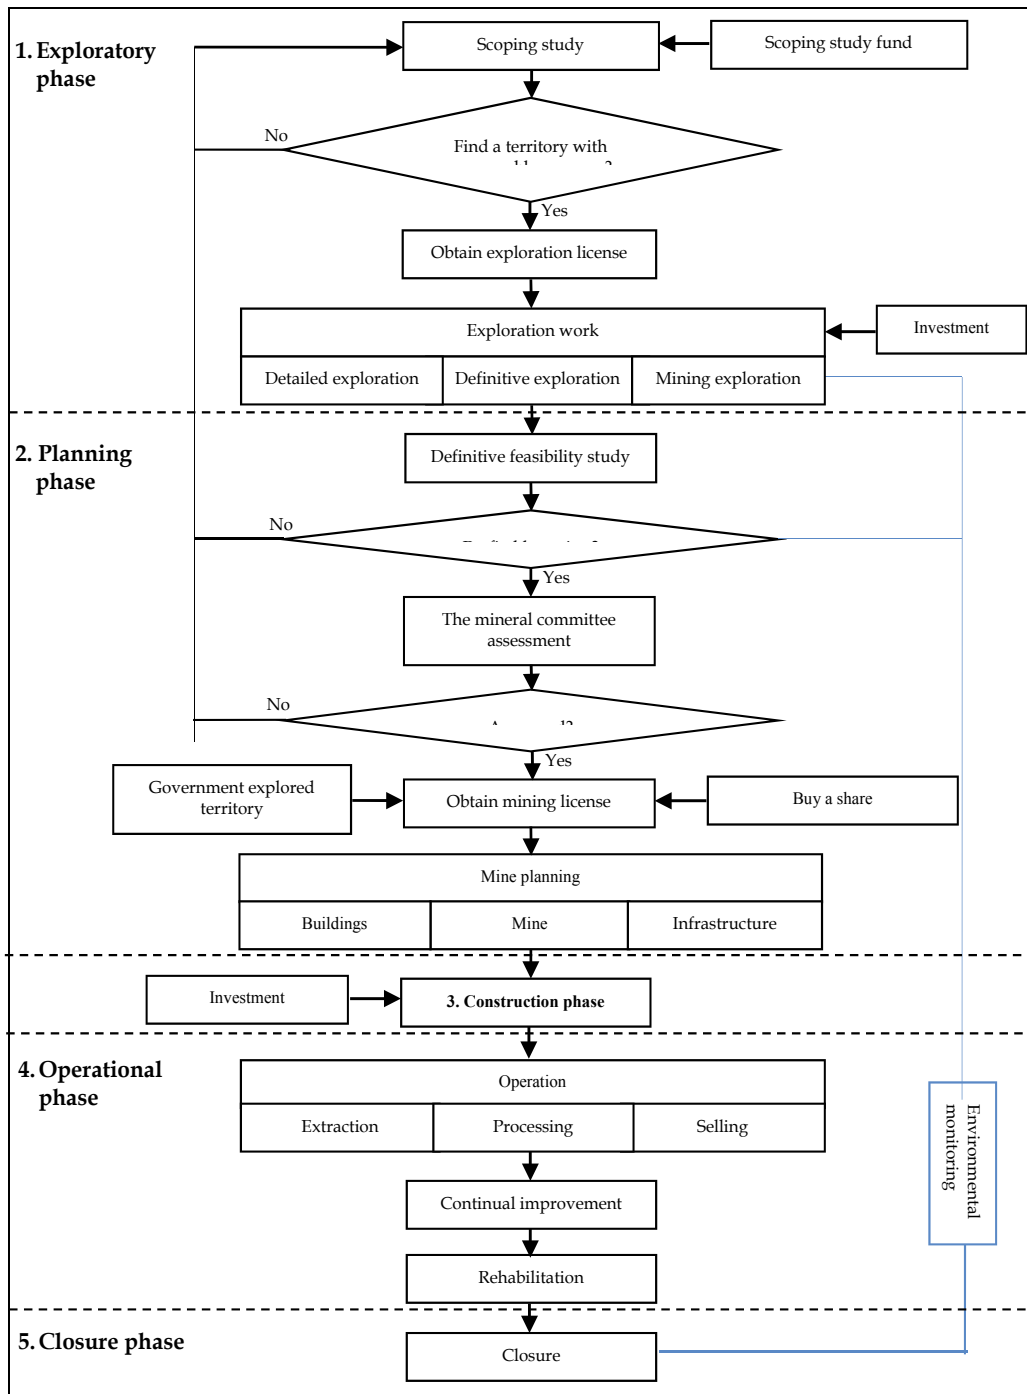 1. Exploratory
phase
Scoping study
Scoping study fund
No
Find a territory with
Yes
Obtain exploration license
Exploration work
Investment
Detailed exploration
Definitive exploration
Mining exploration
2. Planning
phase
Definitive feasibility study
No
Yes
The mineral committee
assessment
No
Yes
Government explored
territory
Obtain mining license
Buy a share
Mine planning
Buildings
Mine
Infrastructure
Investment
3. Construction phase
4. Operational
phase
Operation
Extraction
Processing
Selling
Environmental
monitoring
Continual improvement
Rehabilitation
5. Closure phase
Closure